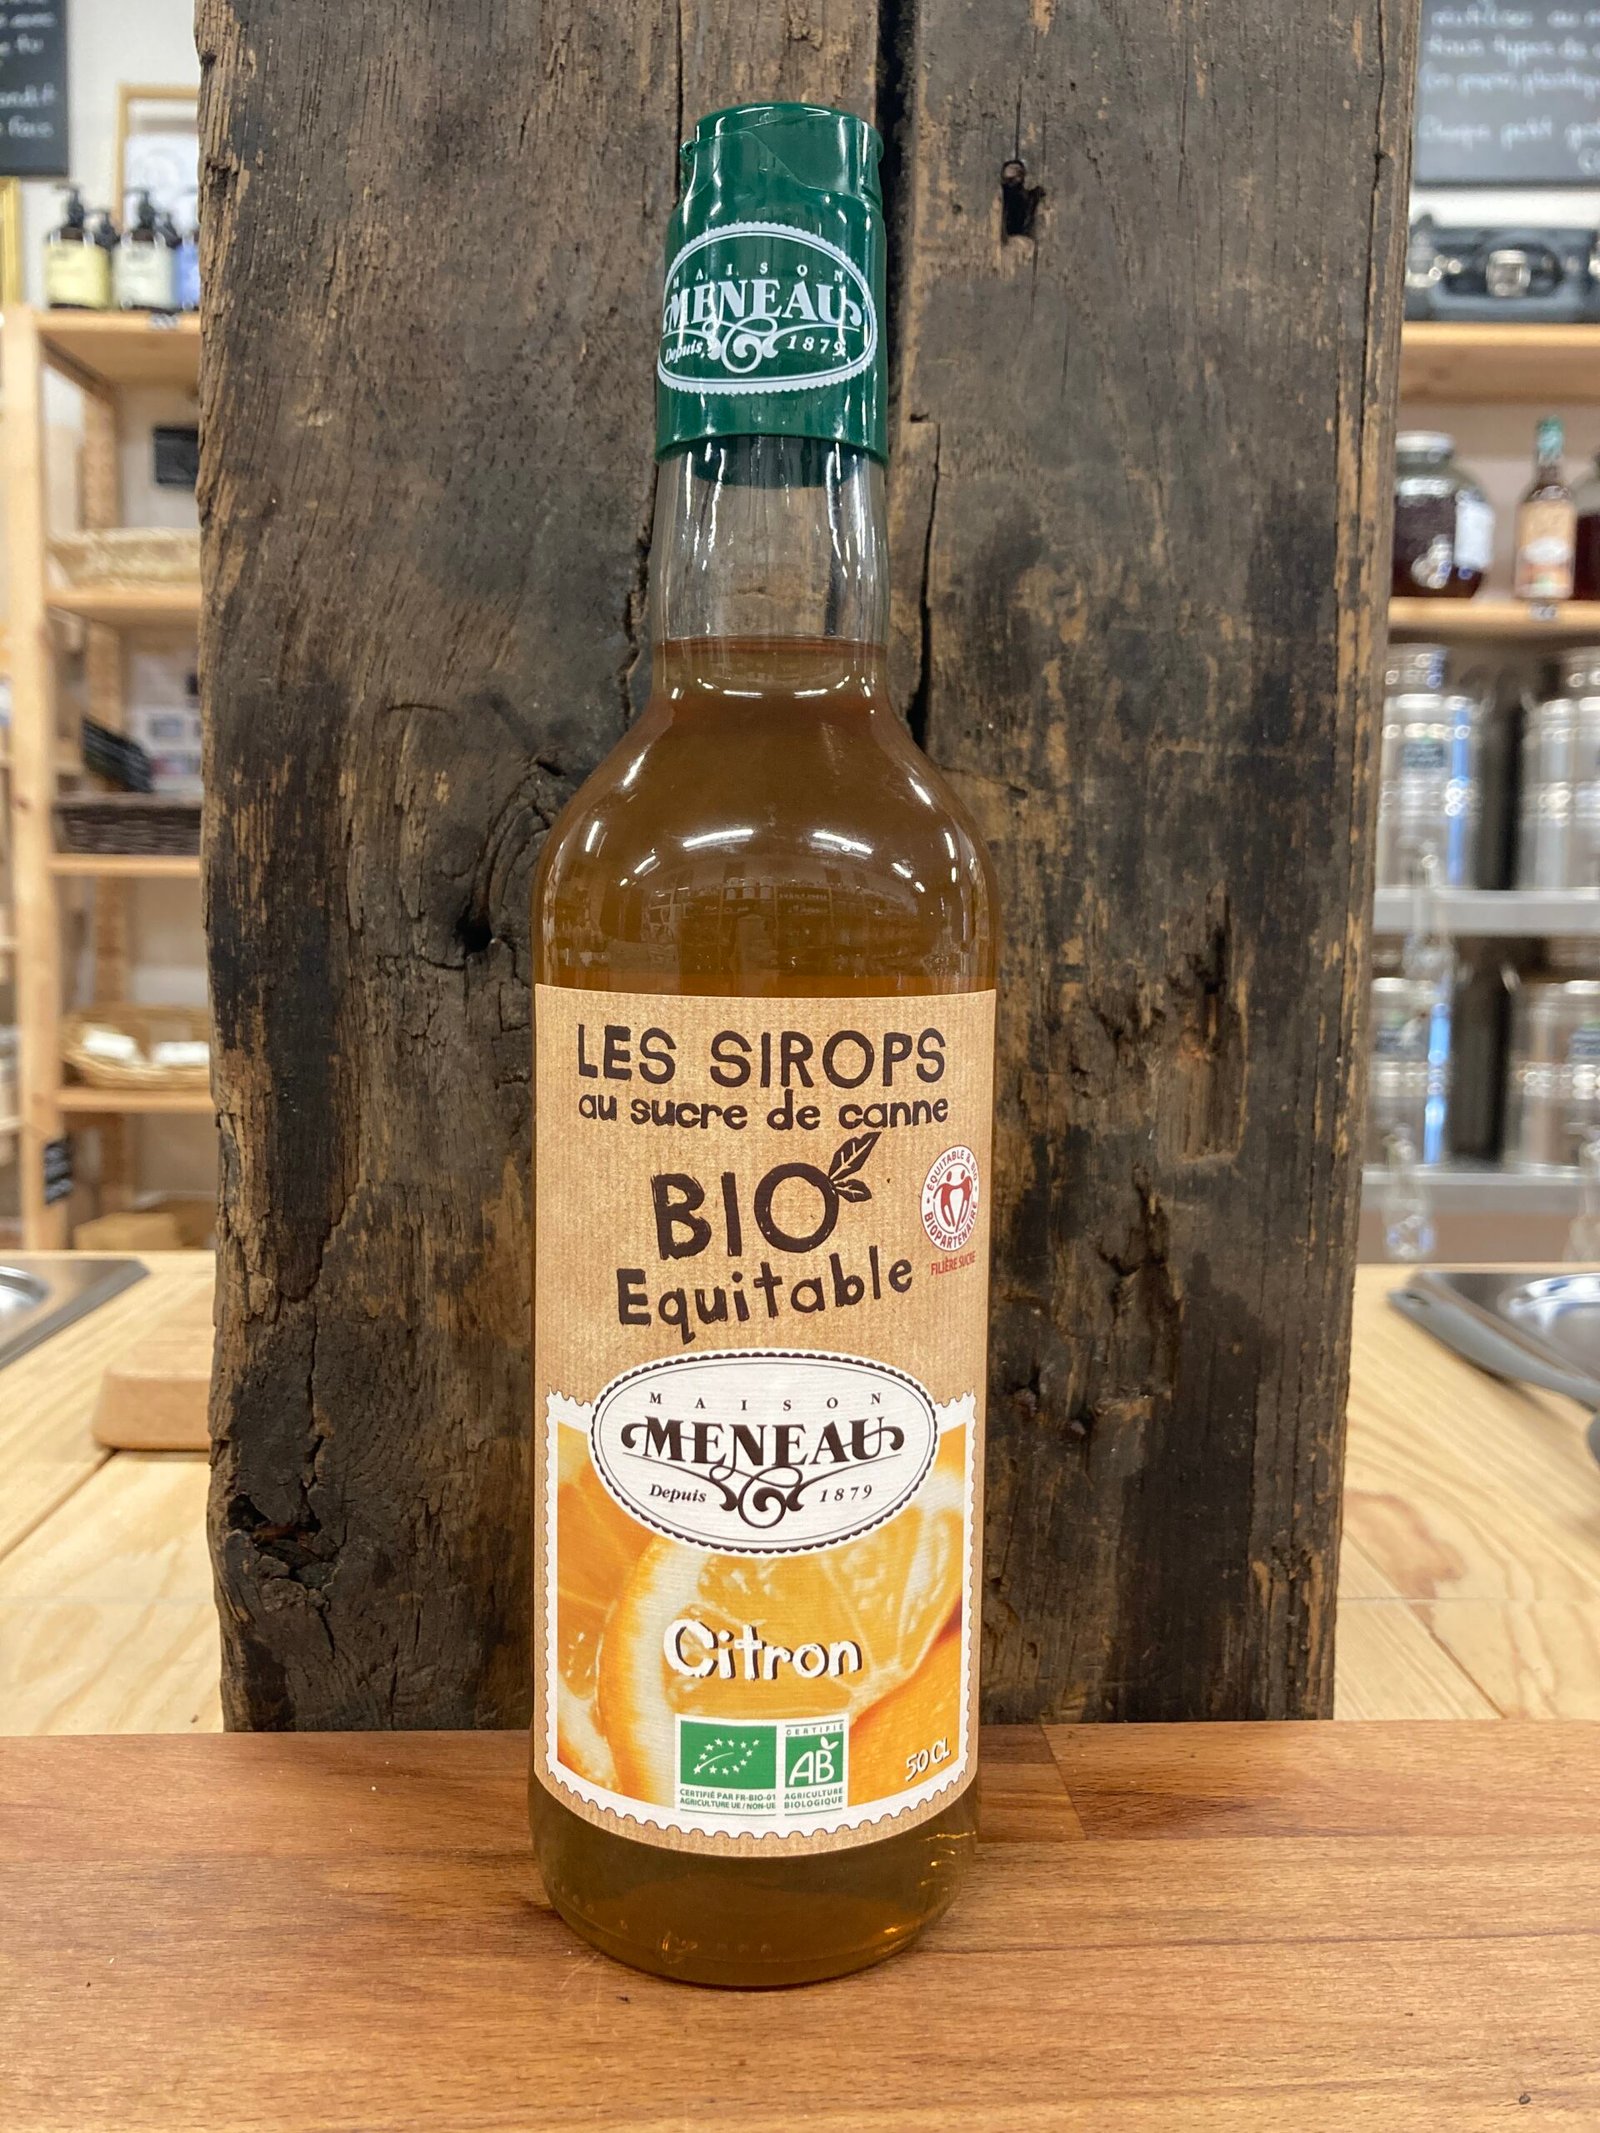 MAISON
MENEAU
Depuis 1879
LES SIROPS
au sucre de canne
BIO
Equitable
ÉQUITABLE & BIO
BIOPARTENAIRE
FILIÈRE SUCRE
MAISON
MENEAU
Depuis 1879
Citron
CERTIFIÉ
AB
CERTIFIÉ PAR FR-BIO-01
AGRICULTURE UE / NON-UE
AGRICULTURE
BIOLOGIQUE
50 CL